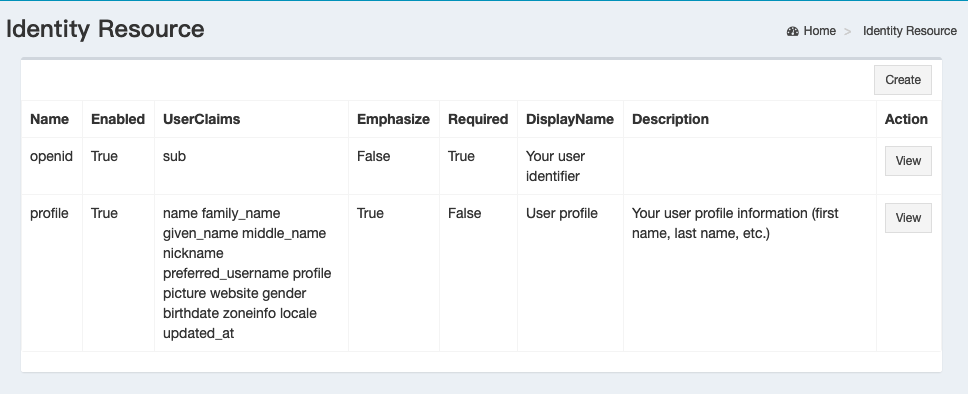 Identity Resource
Home > Identity Resource
Create
Name Enabled UserClaims Emphasize Required DisplayName Description Action
openid True sub False True Your user View
identifier
profile True name family_name True False User profile Your user profile information (first View
given_name middle_name name, last name, etc.)
nickname
preferred_username profile
picture website gender
birthdate zoneinfo locale
updated_at